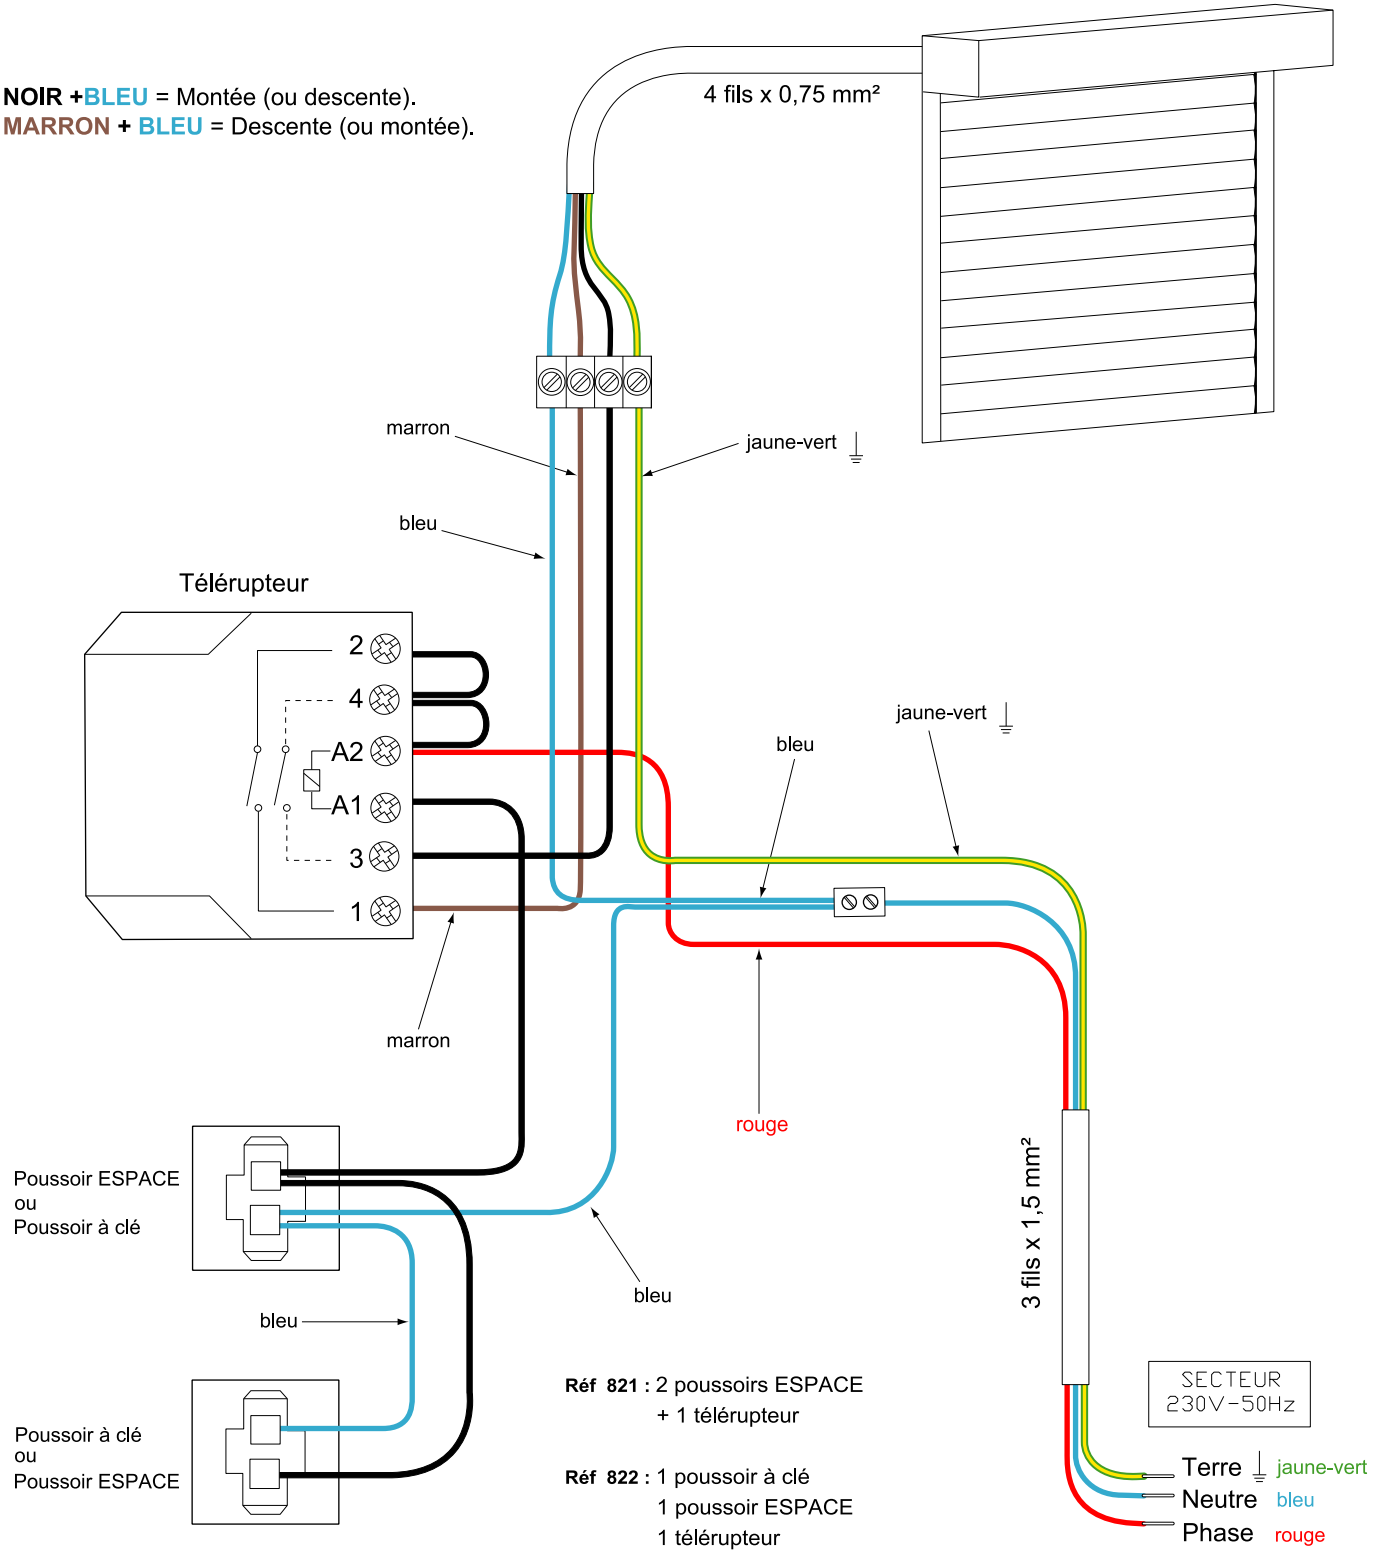 NOIR +BLEU = Montée (ou descente).
MARRON + BLEU = Descente (ou montée).
4 fils x 0,75 mm²
marron
jaune-vert
bleu
Télérupteur
2
4
A2
A1
3
1
jaune-vert
bleu
marron
rouge
Poussoir ESPACE
ou
Poussoir à clé
bleu
bleu
3 fils x 1,5 mm²
Poussoir à clé
ou
Poussoir ESPACE
Réf 821 : 2 poussoirs ESPACE
+ 1 télérupteur
Réf 822 : 1 poussoir à clé
1 poussoir ESPACE
1 télérupteur
SECTEUR
230V-50Hz
Terre jaune-vert
Neutre bleu
Phase rouge